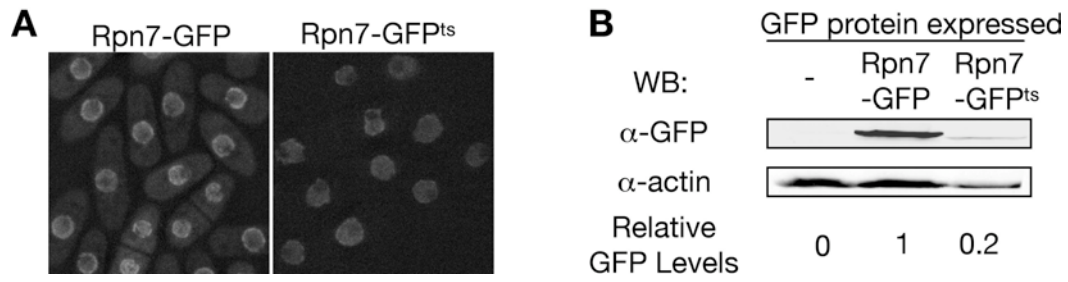 A
Rpn7-GFP Rpn7-GFPts
B
GFP protein expressed
WB: - Rpn7 -GFP Rpn7 -GFPts
α-GFP
α-actin
Relative GFP Levels 0 1 0.2